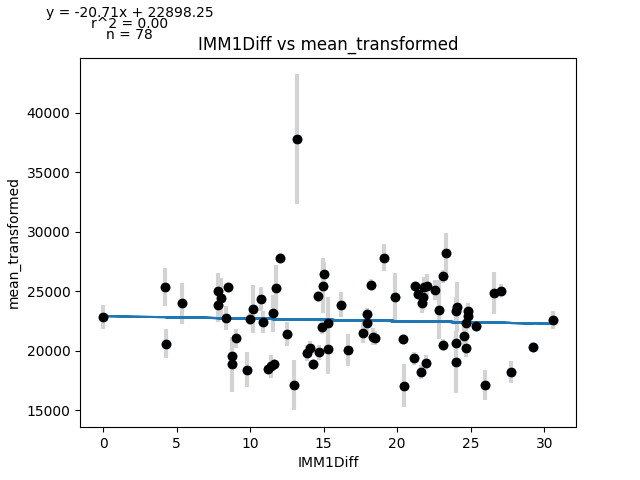 y = -20.71x + 22898.25
r^2 = 0.00
n = 78
IMM1Diff vs mean_transformed
mean_transformed
40000
35000
30000
25000
20000
15000
0 5 10 15 20 25 30
IMM1Diff